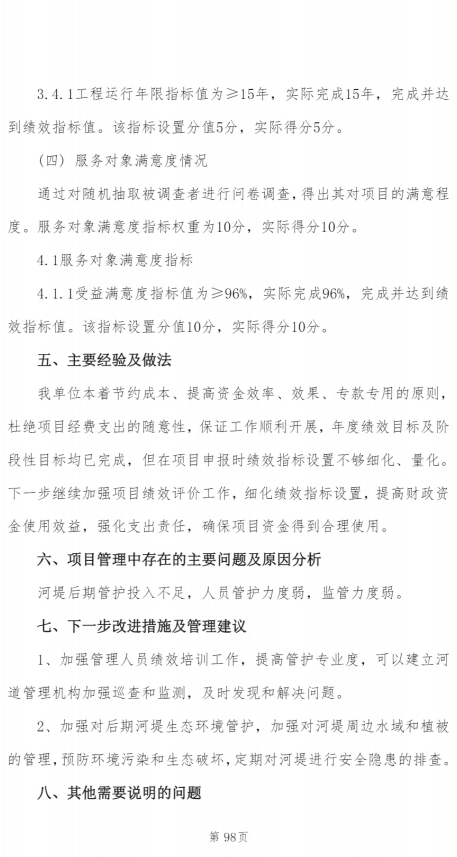 3.4.1工程运行年限指标值为≥15年，实际完成15年，完成并达
到绩效指标值。该指标设置分值5分，实际得分5分。
(四) 服务对象满意度情况
通过对随机抽取被调查者进行问卷调查，得出其对项目的满意程
度。服务对象满意度指标权重为10分，实际得分10分。
4.1服务对象满意度指标
4.1.1受益满意度指标值为≥96%，实际完成96%，完成并达到绩
效指标值。该指标设置分值10分，实际得分10分。
五、主要经验及做法
我单位本着节约成本、提高资金效率、效果、专款专用的原则，
杜绝项目经费支出的随意性，保证工作顺利开展，年度绩效目标及阶
段性目标均已完成，但在项目申报时绩效指标设置不够细化、量化。
下一步继续加强项目绩效评价工作，细化绩效指标设置，提高财政资
金使用效益，强化支出责任，确保项目资金得到合理使用。
六、项目管理中存在的主要问题及原因分析
河堤后期管护投入不足，人员管护力度弱，监管力度弱。
七、下一步改进措施及管理建议
1、加强管理人员绩效培训工作，提高管护专业度，可以建立河
道管理机构加强巡查和监测，及时发现和解决问题。
2、加强对后期河堤生态环境管护，加强对河堤周边水域和植被
的管理，预防环境污染和生态破坏，定期对河堤进行安全隐患的排查。
八、其他需要说明的问题
第 98页